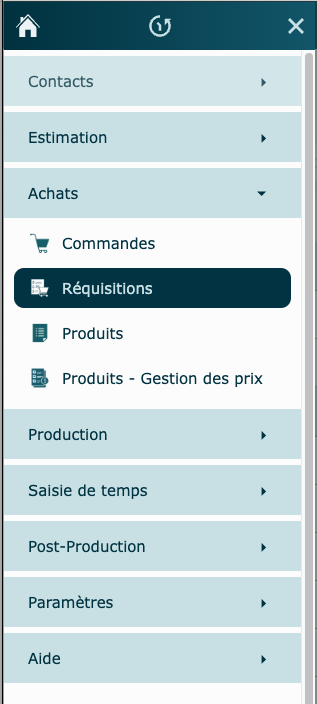 Contacts
Estimation
Achats
Commandes
Réquisitions
Produits
Produits - Gestion des prix
Production
Saisie de temps
Post-Production
Paramètres
Aide